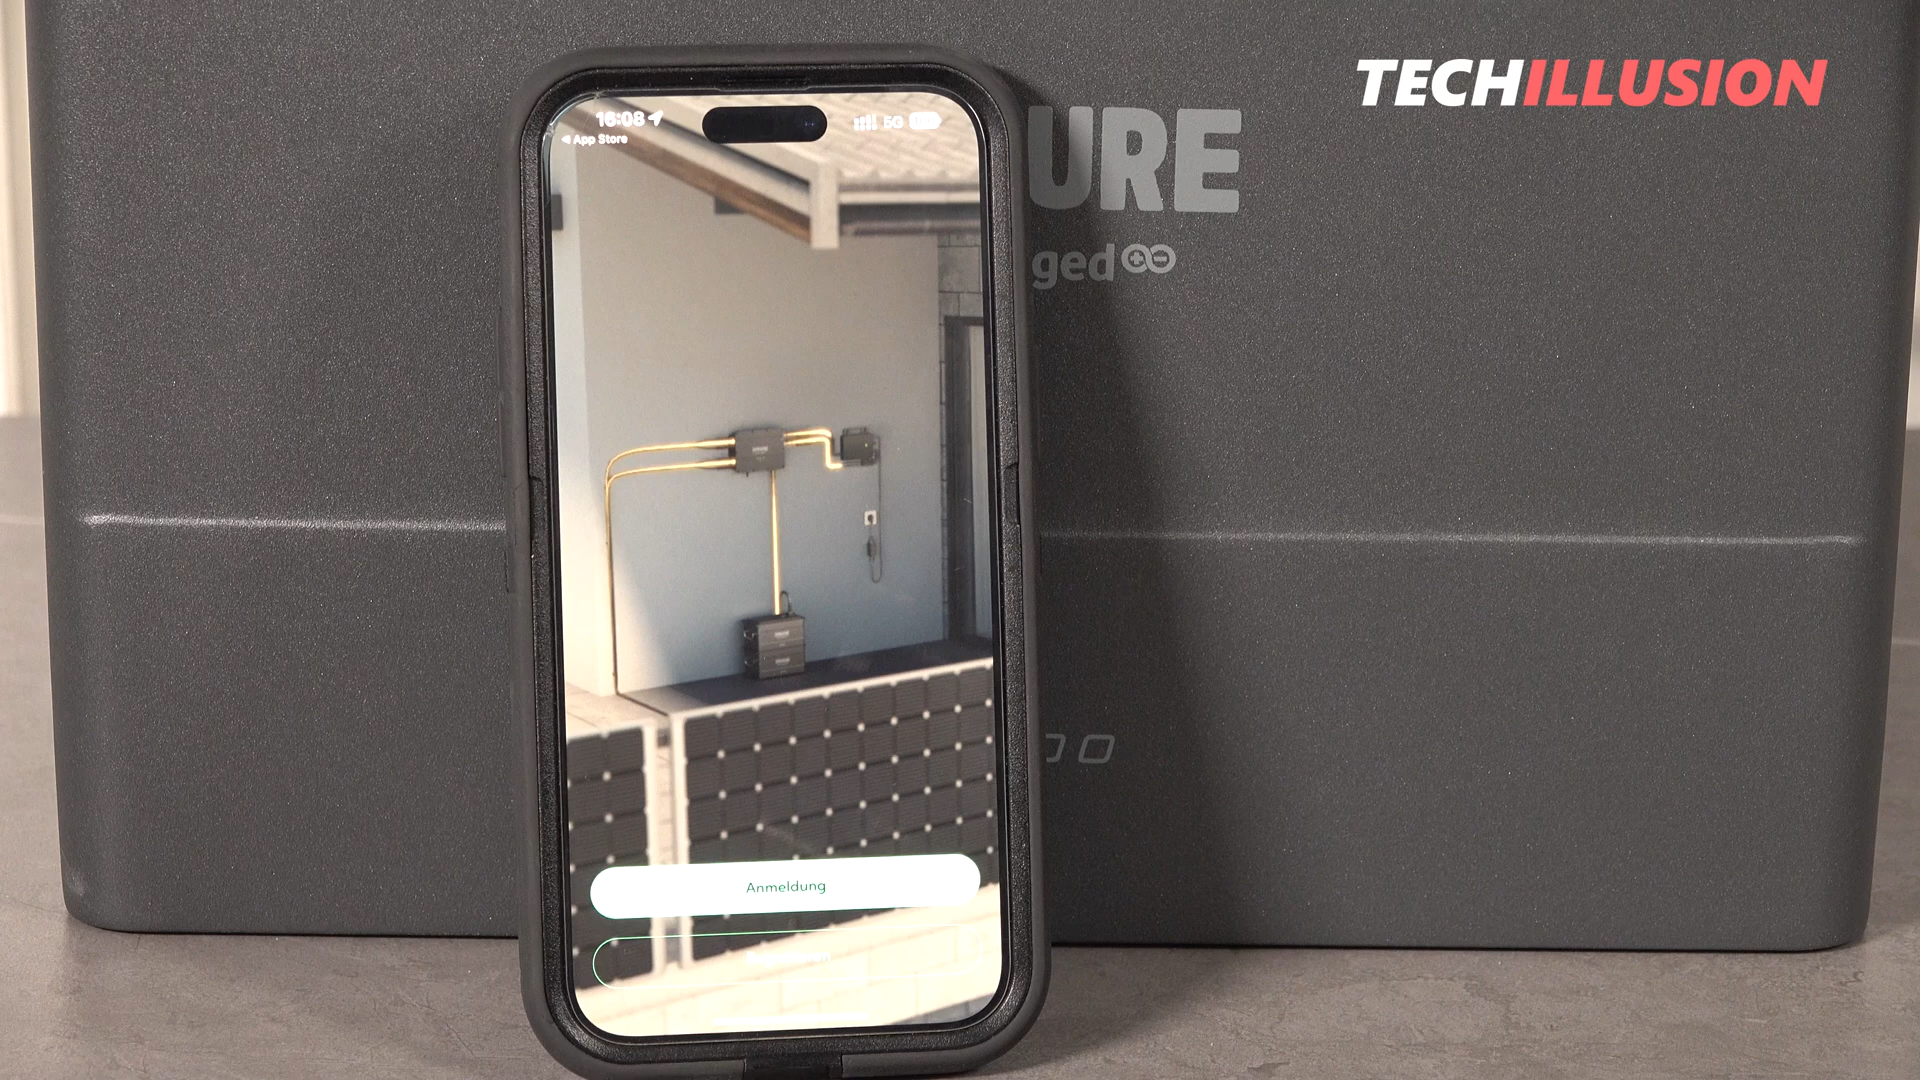 TECHILLUSION
16:08 5G
App Store
URE
ged
Anmeldung